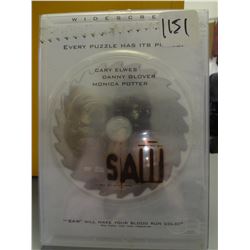 WIDESCREEN
1151
EVERY PUZZLE HAS ITS
CARY ELWES
DANNY GLOVER
MONICA POTTER
SAW
"'SAW' WILL MAKE YOUR BLOOD RUN COLD!"